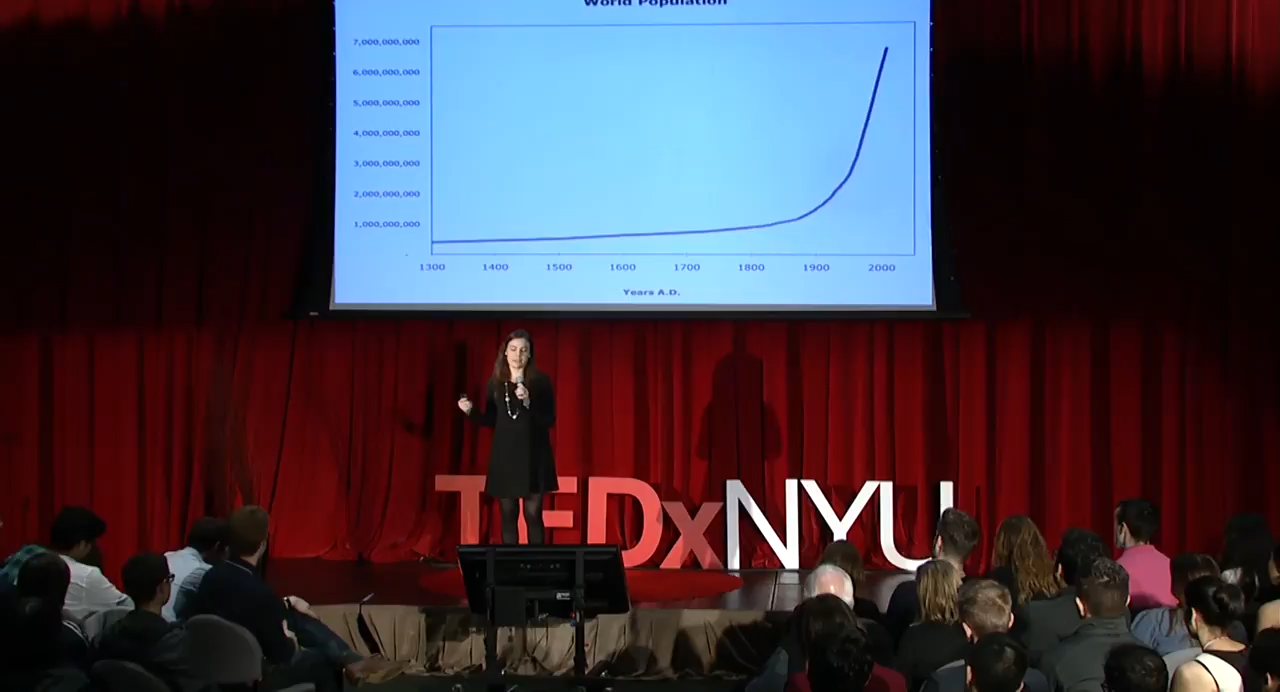 World Population
7,000,000,000
6,000,000,000
5,000,000,000
4,000,000,000
3,000,000,000
2,000,000,000
1,000,000,000
-
1300 1400 1500 1600 1700 1800 1900 2000
Years A.D.
TEDxNYU